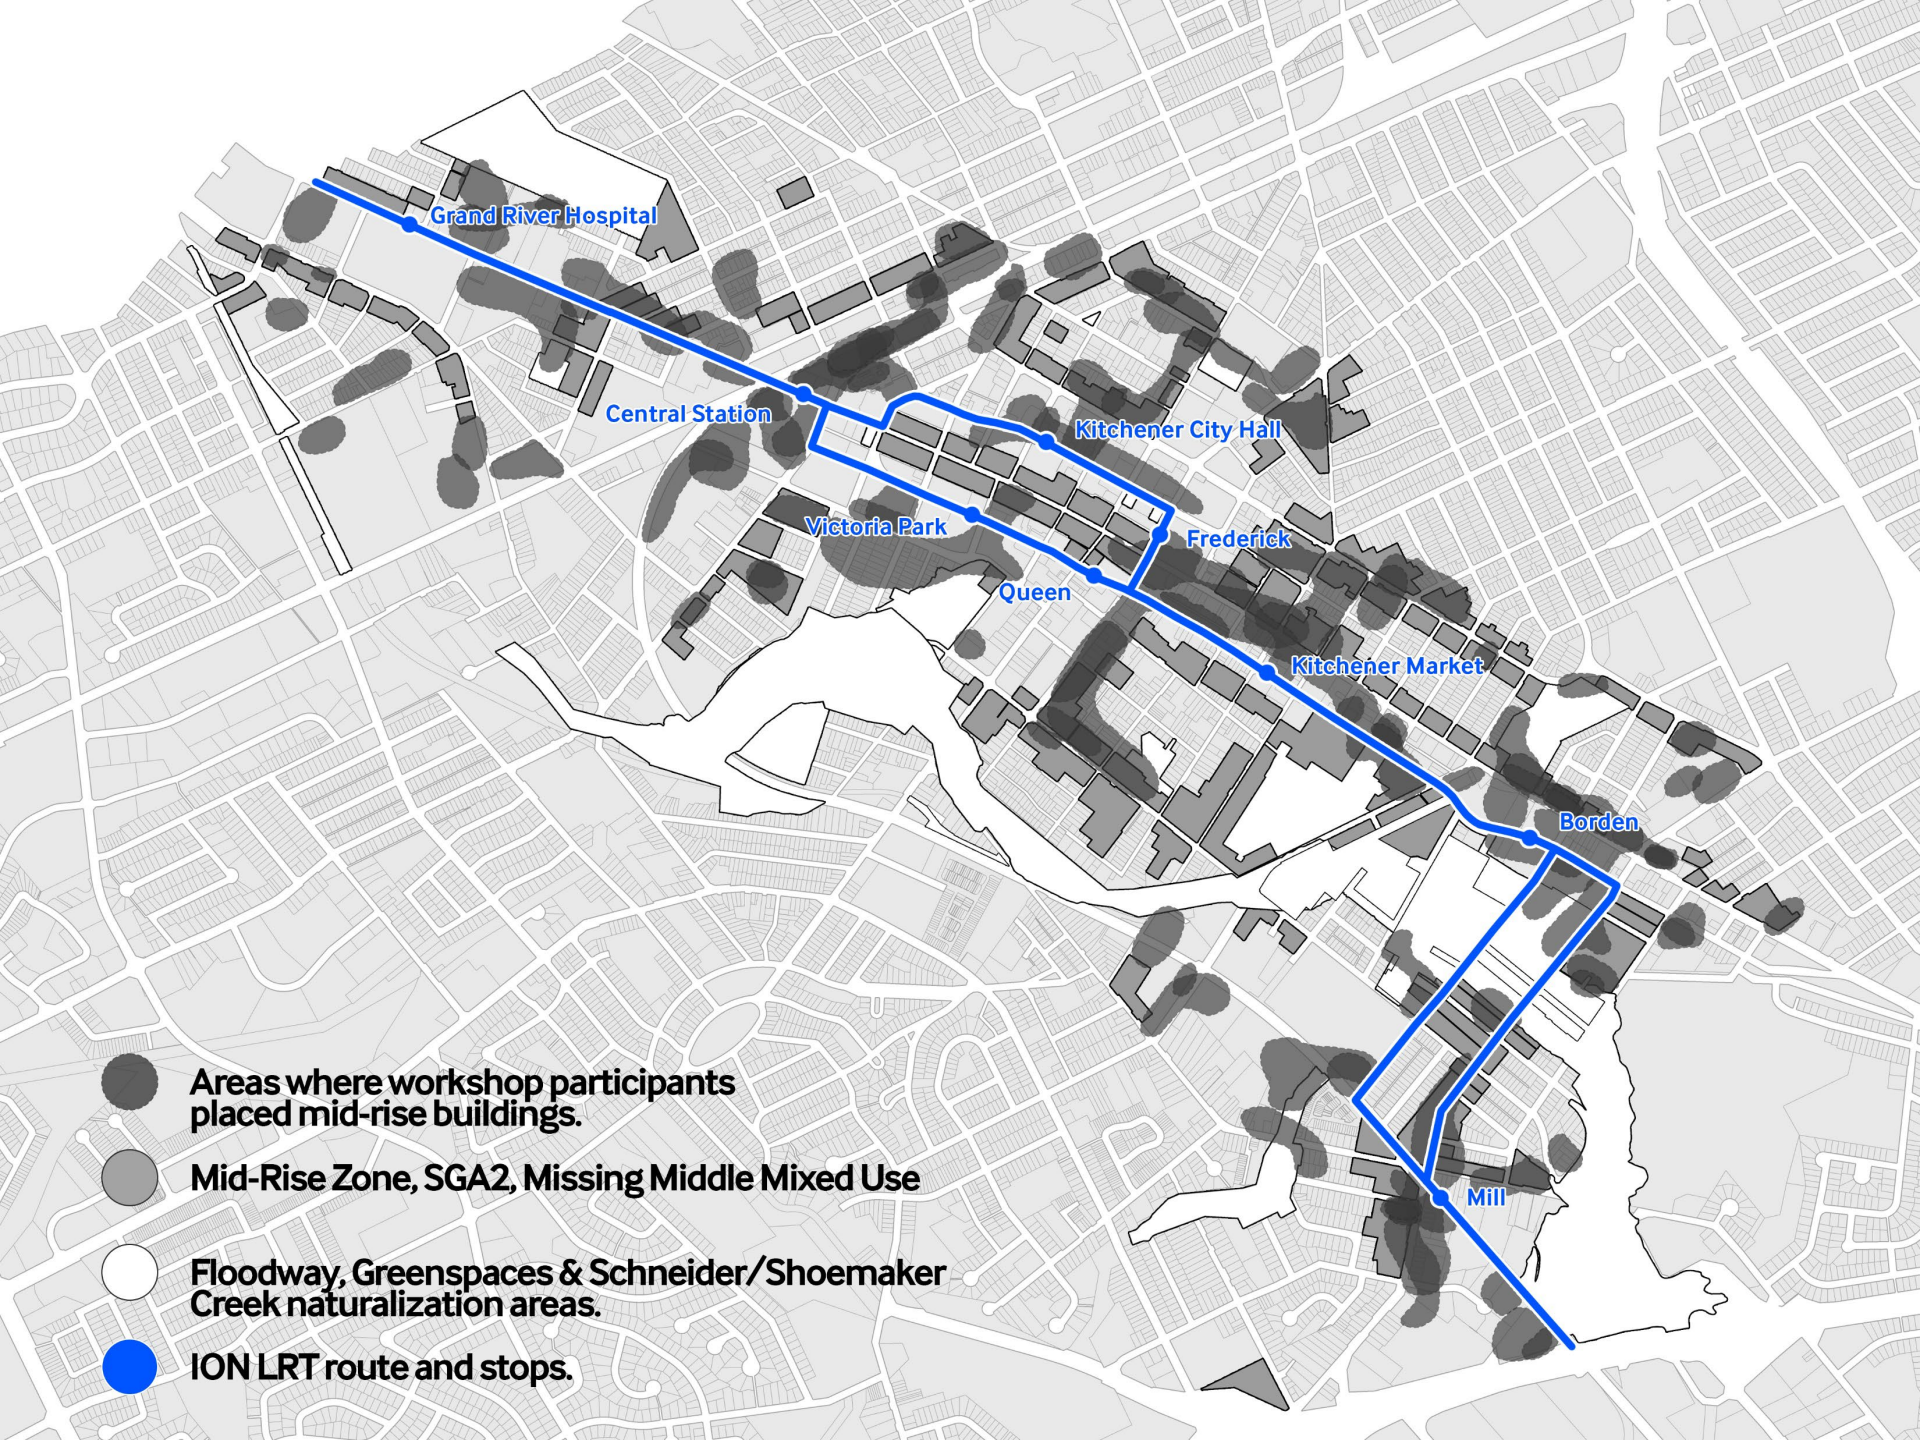 Grand River Hospital
Central Station
Kitchener City Hall
Victoria Park
Frederick
Queen
Kitchener Market
Borden
Mill
Areas where workshop participants
placed mid-rise buildings.
Mid-Rise Zone, SGA2, Missing Middle Mixed Use
Floodway, Greenspaces & Schneider/Shoemaker
Creek naturalization areas.
ION LRT route and stops.